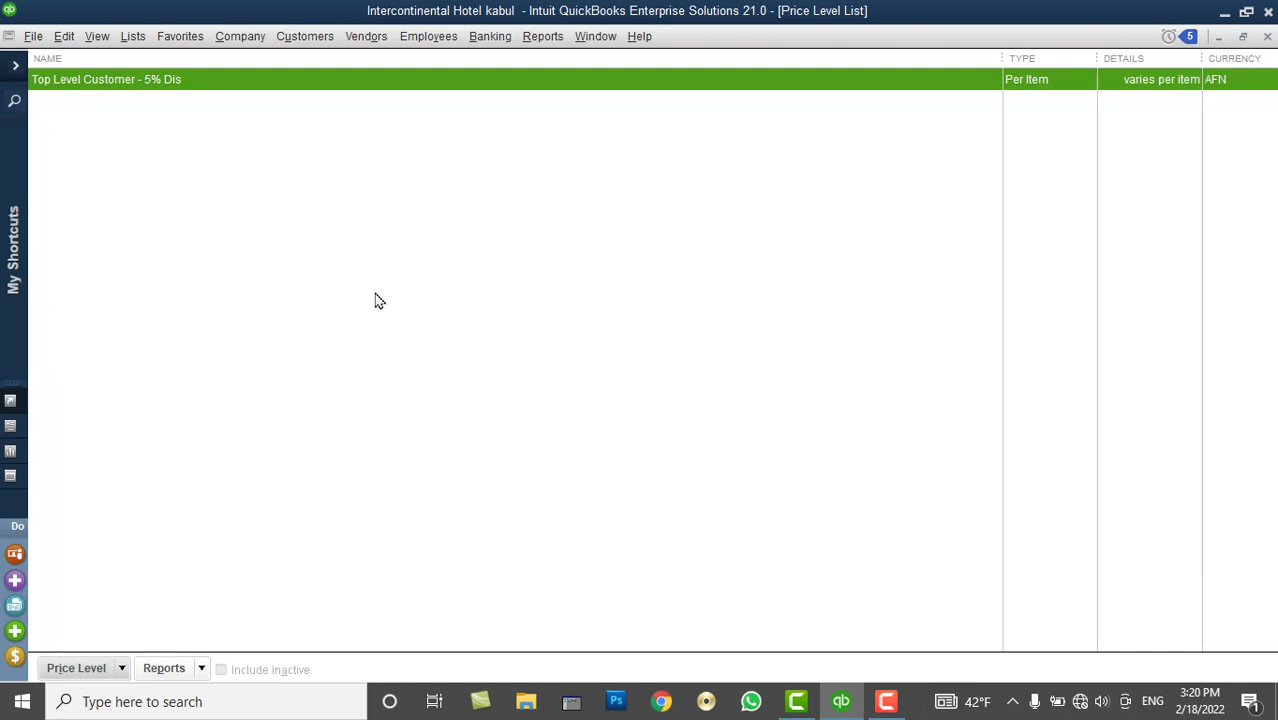 Intercontinental Hotel kabul - Intuit QuickBooks Enterprise Solutions 21.0 - [Price Level List]
File Edit View Lists Favorites Company Customers Vendors Employees Banking Reports Window Help 5
NAME TYPE DETAILS CURRENCY
Top Level Customer - 5% Dis Per Item varies per item AFN
My Shortcuts
Do
Price Level Reports Include inactive
Type here to search Ps qb 42°F ENG 3:20 PM
2/18/2022 1